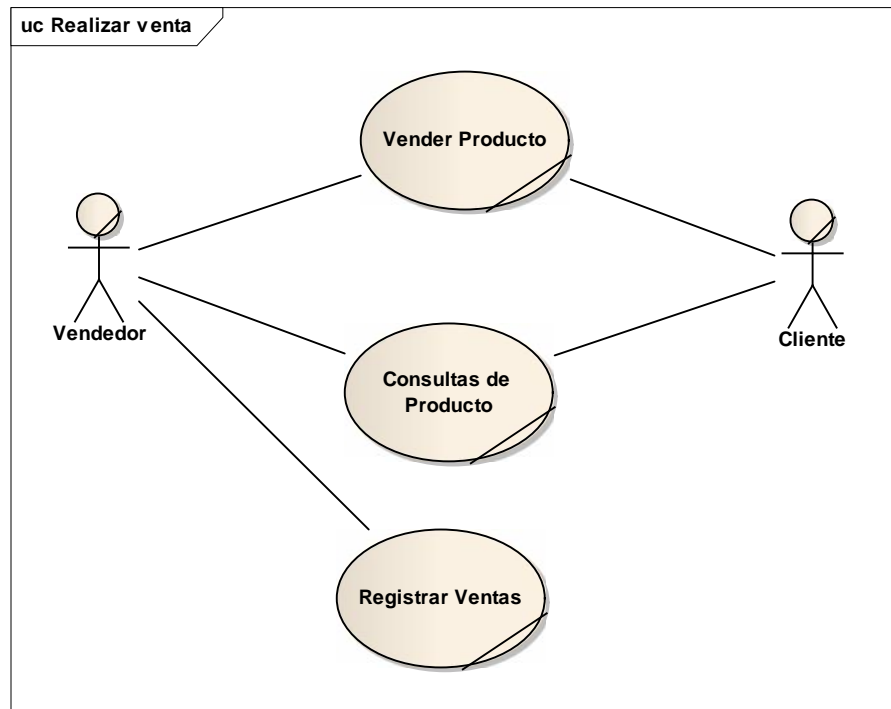 uc Realizar venta
Vender Producto
Vendedor
Cliente
Consultas de
Producto
Registrar Ventas